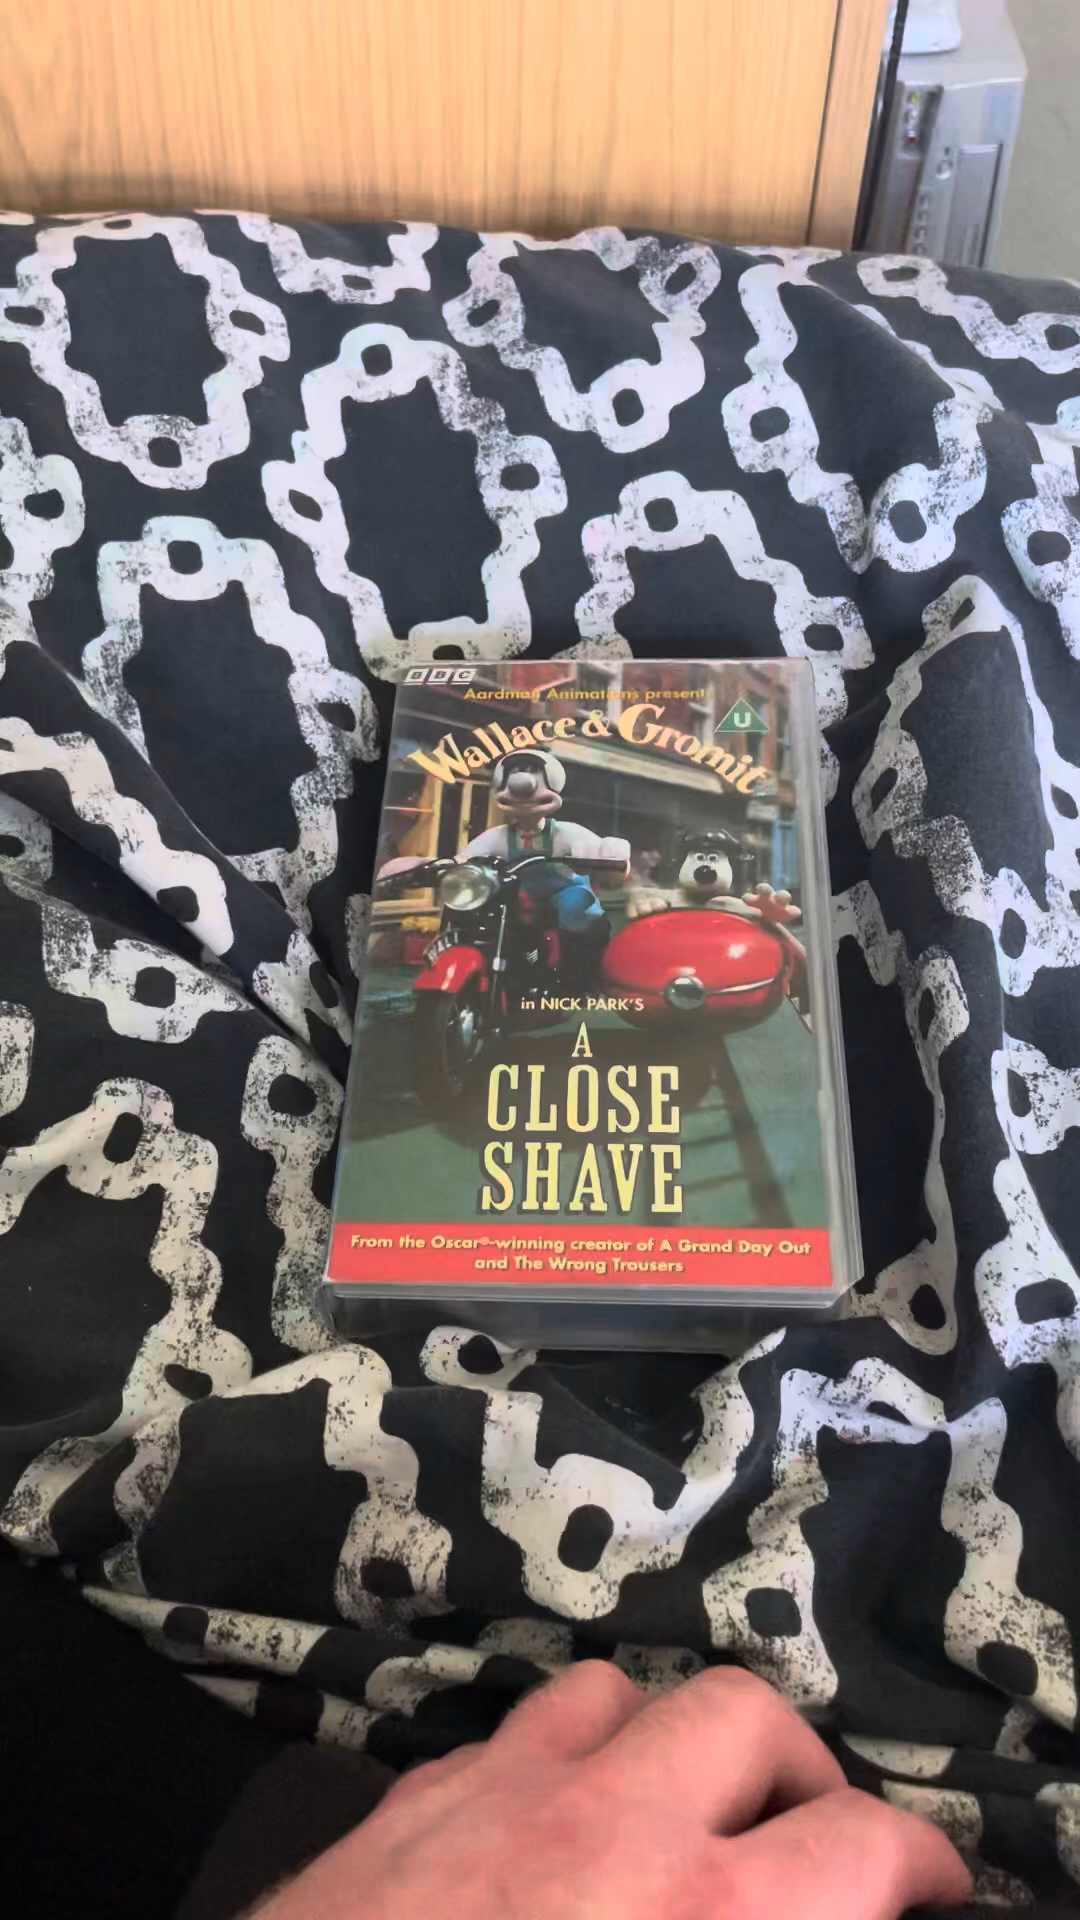 BBC
Aardman Animations present
U
Wallace & Gromit
in NICK PARK'S
A
CLOSE
SHAVE
From the Oscar®-winning creator of A Grand Day Out
and The Wrong Trousers